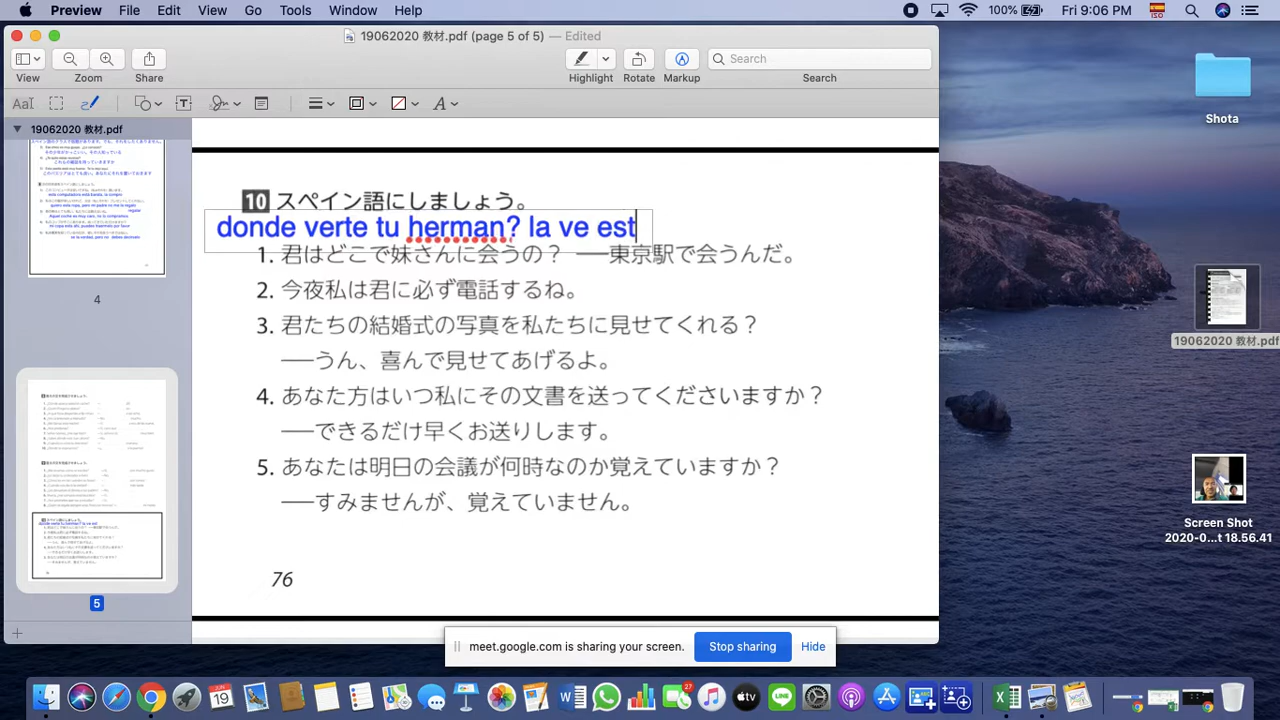 Preview File Edit View Go Tools Window Help 100% Fri 9:06 PM ISO
19062020 教材.pdf (page 5 of 5) — Edited
View Zoom Share Highlight Rotate Markup Search
Search
19062020 教材.pdf
4
5
10 スペイン語にしましょう。
donde verte tu la ve est
1. 君はどこで妹さんに会うの？ ──東京駅で会うんだ。
2. 今夜私は君に必ず電話するね。
3. 君たちの結婚式の写真を私たちに見せてくれる？
──うん、喜んで見せてあげるよ。
4. あなた方はいつ私にその文書を送ってくださいますか？
──できるだけ早くお送りします。
5. あなたは明日の会議が何時なのか覚えていますか？
──すみませんが、覚えていません。
76
Shota
19062020 教材.pdf
Screen Shot
2020-0...t 18.56.41
meet.google.com is sharing your screen. Stop sharing Hide
JUN
19
27
tv
LINE